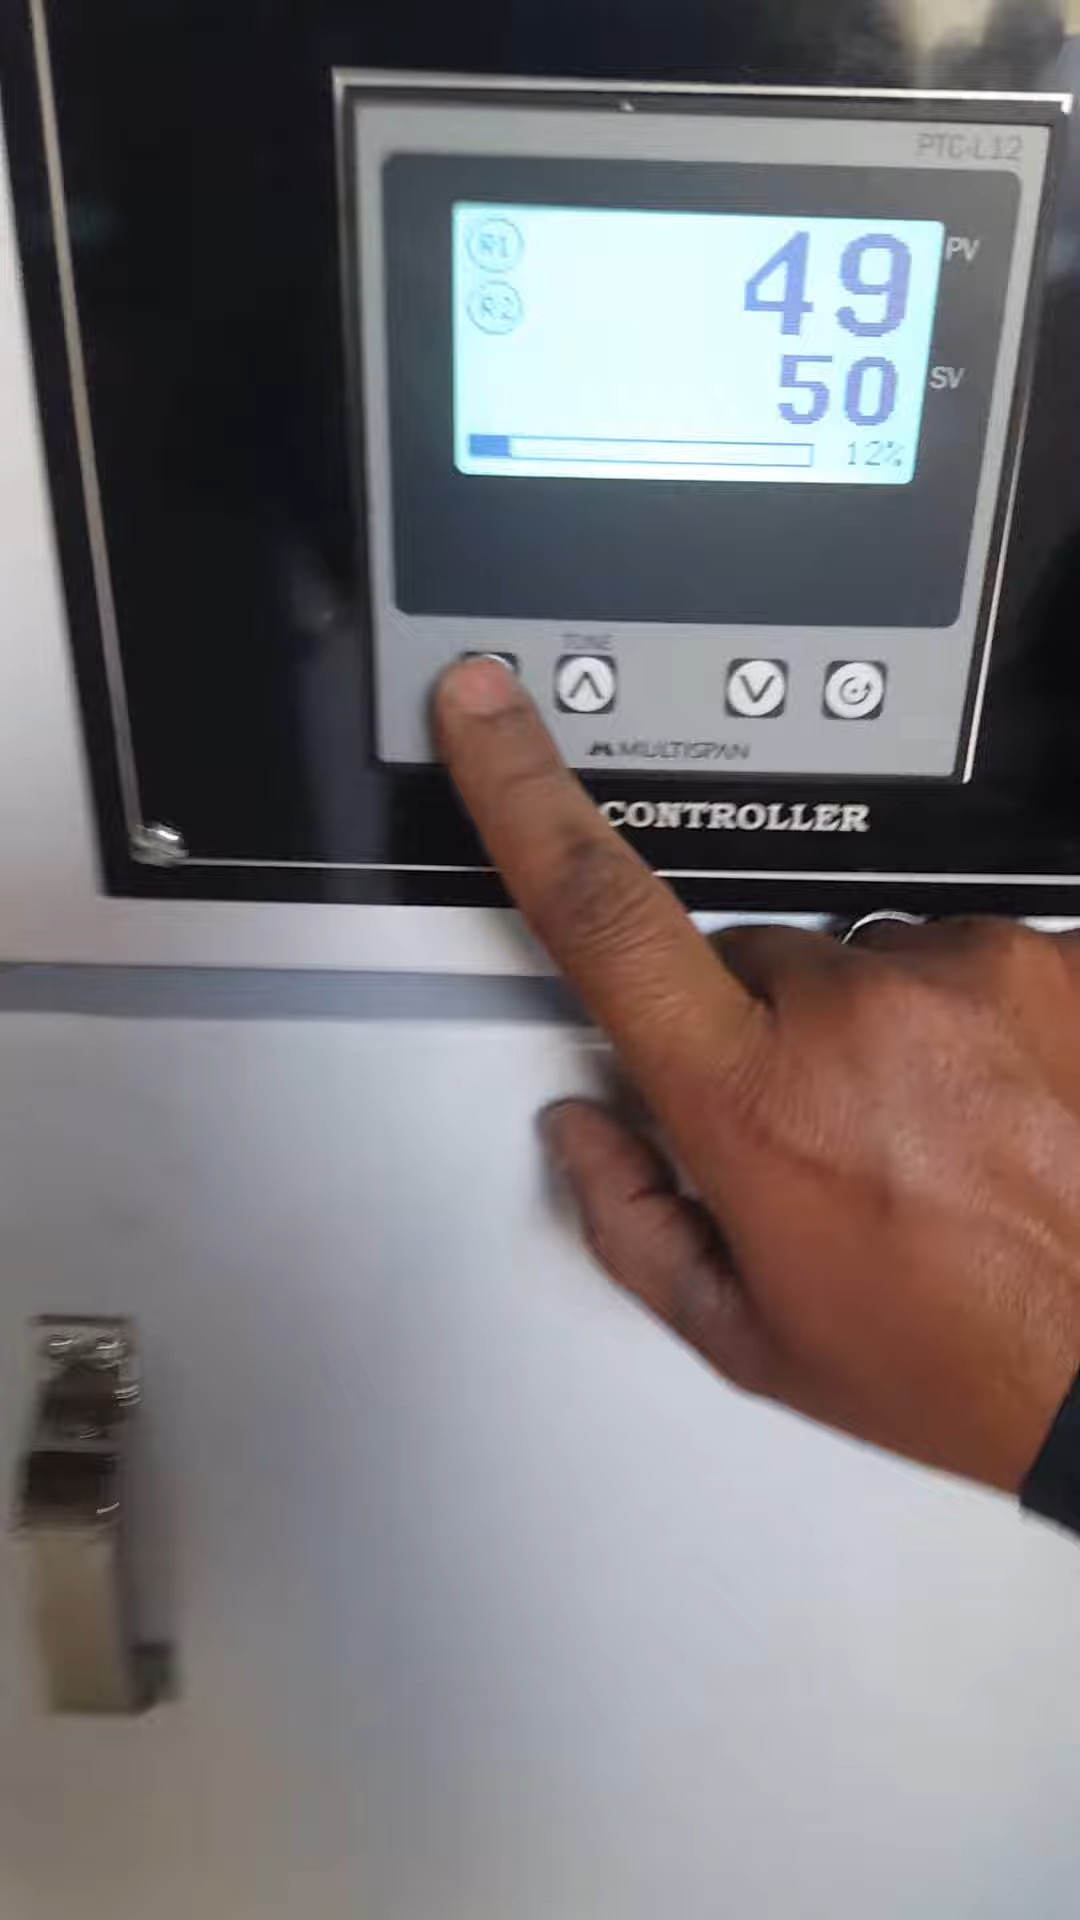 PTC-L12
R1
49 PV
R2
50 SV
12%
TUNE
MULTISPAN
CONTROLLER